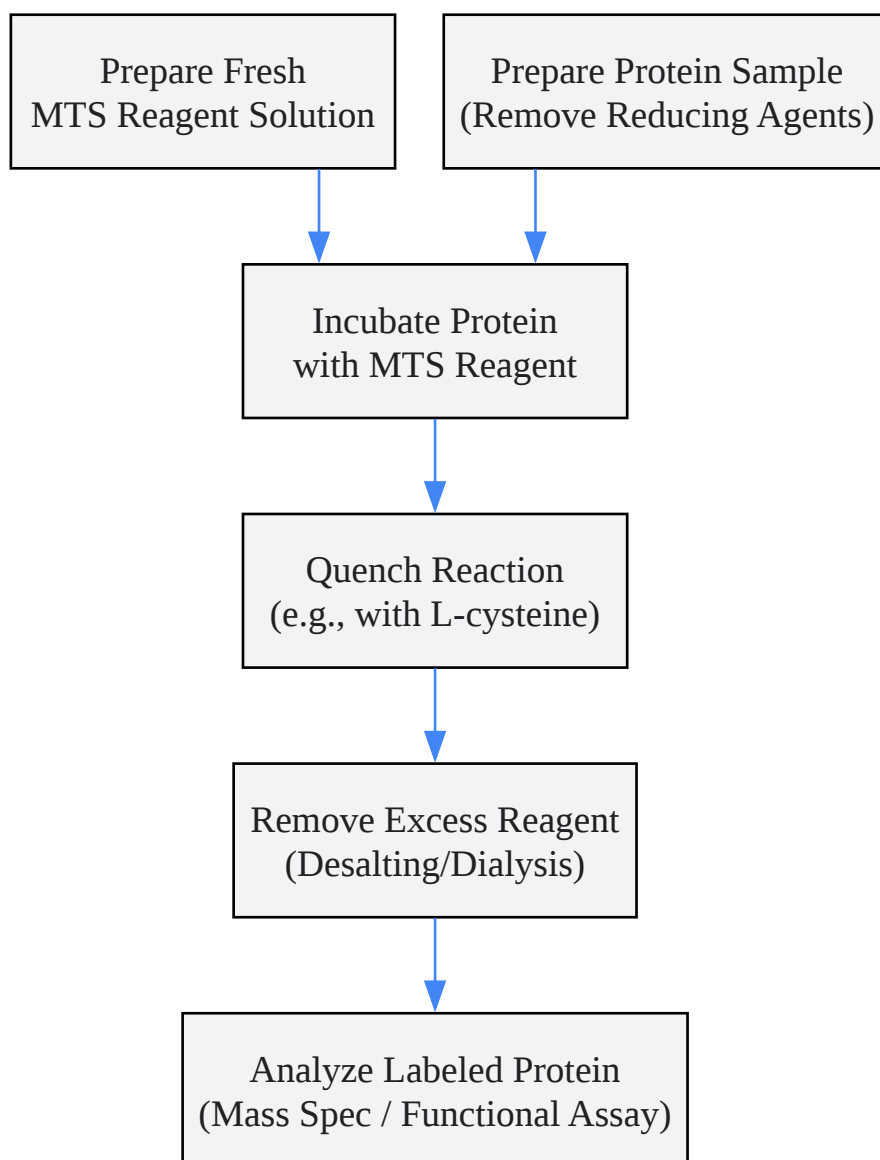 Prepare Fresh
MTS Reagent Solution
Prepare Protein Sample
(Remove Reducing Agents)
Incubate Protein
with MTS Reagent
Quench Reaction
(e.g., with L-cysteine)
Remove Excess Reagent
(Desalting/Dialysis)
Analyze Labeled Protein
(Mass Spec / Functional Assay)